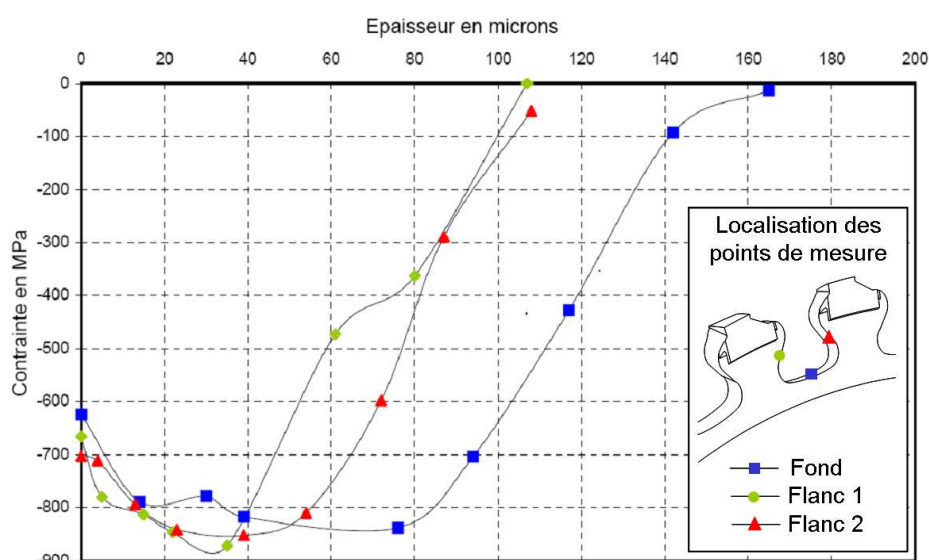 Epaisseur en microns
0 20 40 60 80 100 120 140 160 180 200
0
-100
-200
-300
-400
-500
-600
-700
-800
-900
Contrainte en MPa
Localisation des
points de mesure
Fond
Flanc 1
Flanc 2